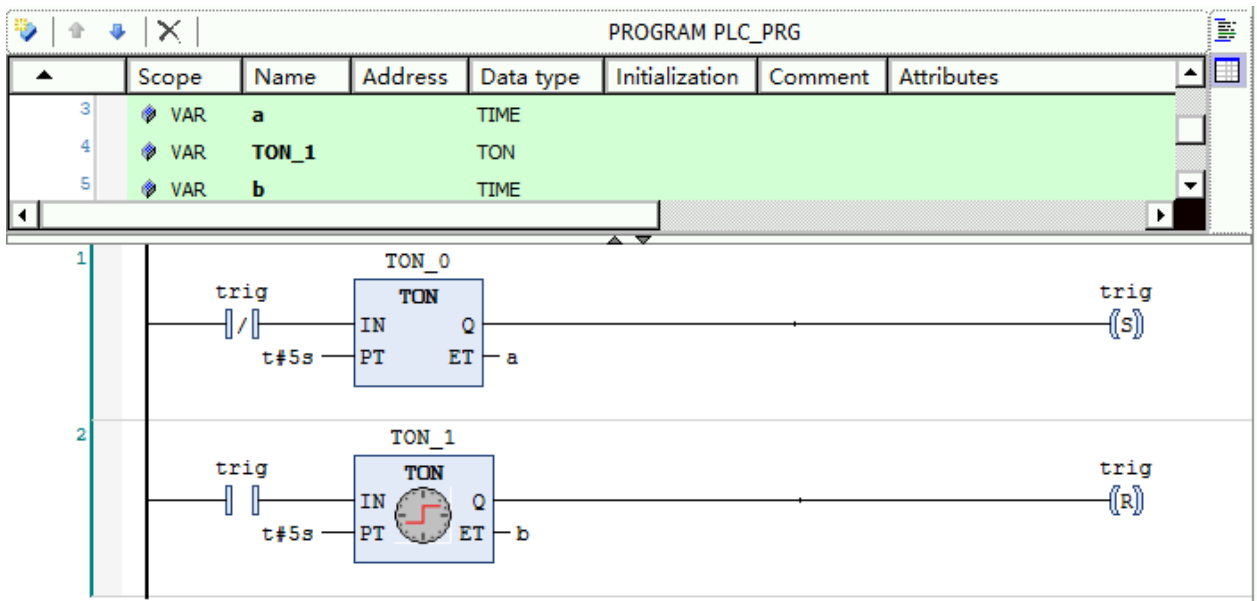 PROGRAM PLC_PRG
Scope Name Address Data type Initialization Comment Attributes
3 VAR a TIME
4 VAR TON_1 TON
5 VAR b TIME
1 TON_0
trig TON trig
/ IN Q S
t#5s PT ET a
2 TON_1
trig TON trig
IN Q R
t#5s PT ET b